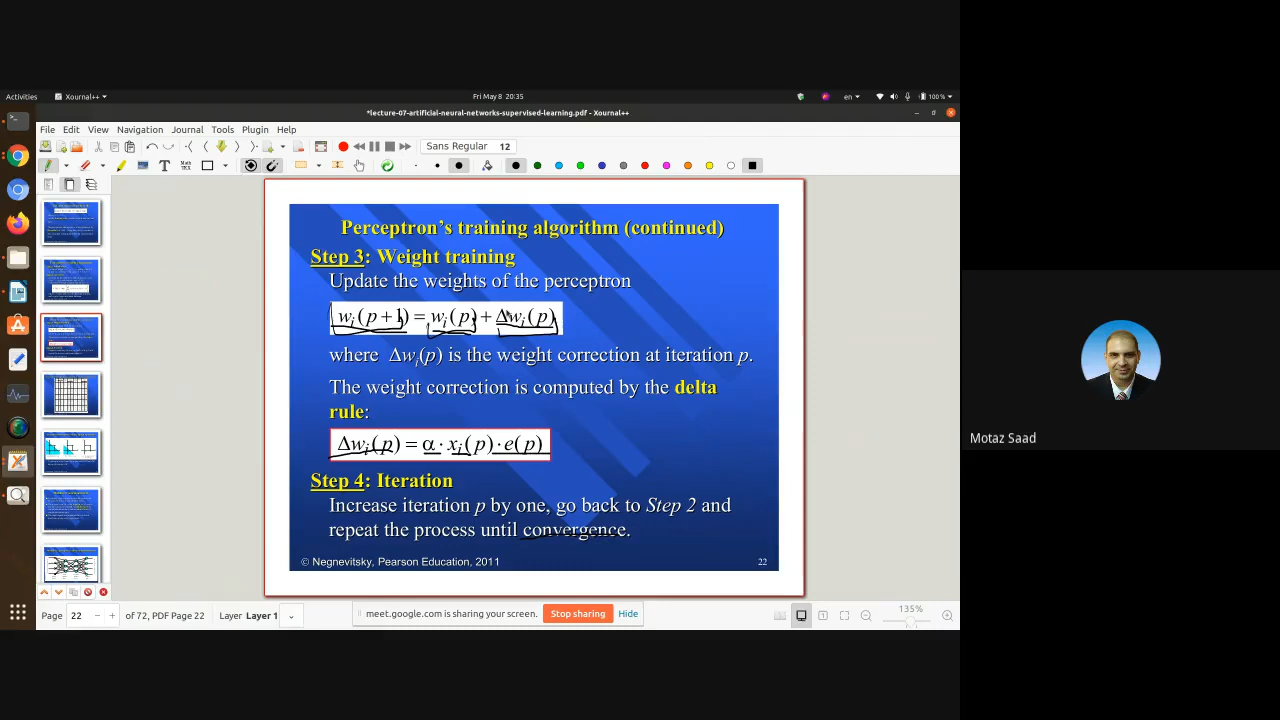 Activities Xournal++ Fri May 8 20:35 en 100 %
*lecture-07-artificial-neural-networks-supervised-learning.pdf - Xournal++
File Edit View Navigation Journal Tools Plugin Help
Sans Regular 12
Perceptron's training algorithm (continued)
Step 3: Weight training
Update the weights of the perceptron
wᵢ(p + 1) = wᵢ(p) + Δwᵢ(p)
where Δwᵢ(p) is the weight correction at iteration p.
The weight correction is computed by the delta
rule:
Δwᵢ(p) = α · xᵢ(p) · e(p)
Step 4: Iteration
Increase iteration p by one, go back to Step 2 and
repeat the process until convergence.
© Negnevitsky, Pearson Education, 2011 22
Motaz Saad
Page 22 of 72, PDF Page 22 Layer Layer 1 meet.google.com is sharing your screen. Stop sharing Hide 135%